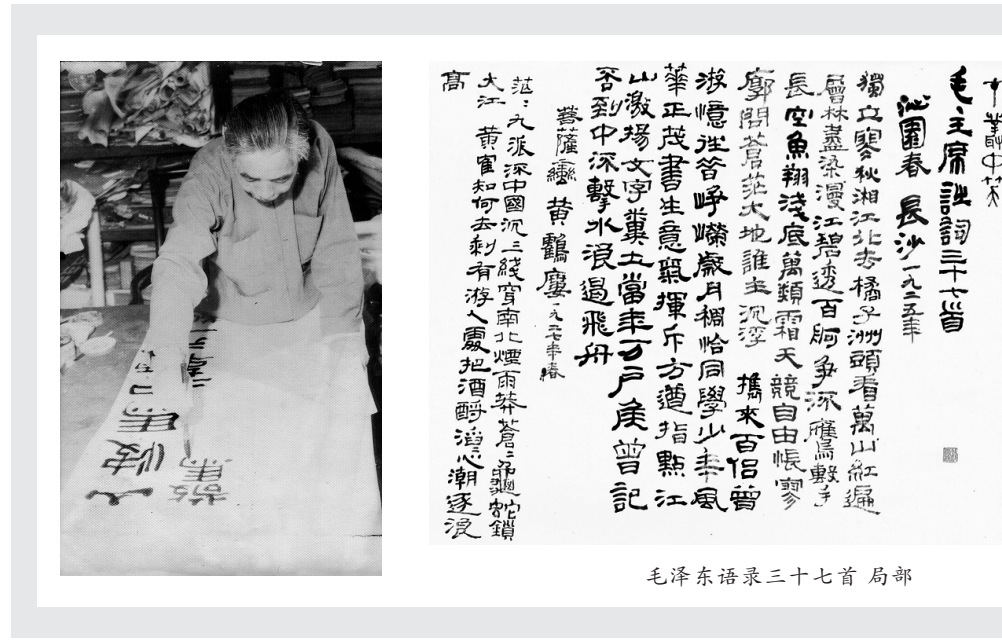 叢中笑
毛主席詩詞三十七首
沁園春 長沙 一九二五年
獨立寥秋湘江北去橘子洲頭看萬山紅遍
層林盡染漫江碧透百舸争流鷹擊
長空魚翔淺底萬類霜天競自由悵寥
廓問蒼茫大地誰主沉浮 攜來百侶曾
游憶往昔崢嶸歲月稠恰同學少年風
華正茂書生意氣揮斥方遒指點江
山激揚文字糞土當年万戶侯曾記
否到中流擊水浪遏飛舟
菩薩蠻 黄鶴樓 一九二七年春
茫〻九派流中國沉〻一綫穿南北煙雨莽蒼〻龜蛇鎖
大江 黄鶴知何去剩有游人處把酒酹滔〻心潮逐浪
高
毛泽东语录三十七首 局部